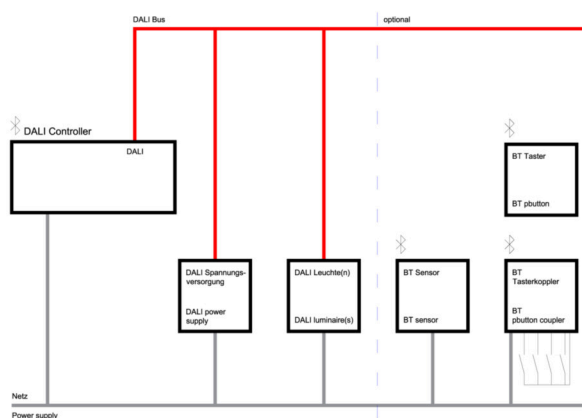 DALI Bus
optional
DALI Controller
DALI
BT Taster
BT pbutton
DALI Spannungs-
versorgung
DALI power
supply
DALI Leuchte(n)
DALI luminaire(s)
BT Sensor
BT sensor
BT
Tasterkoppler
BT
pbutton coupler
Netz
Power supply